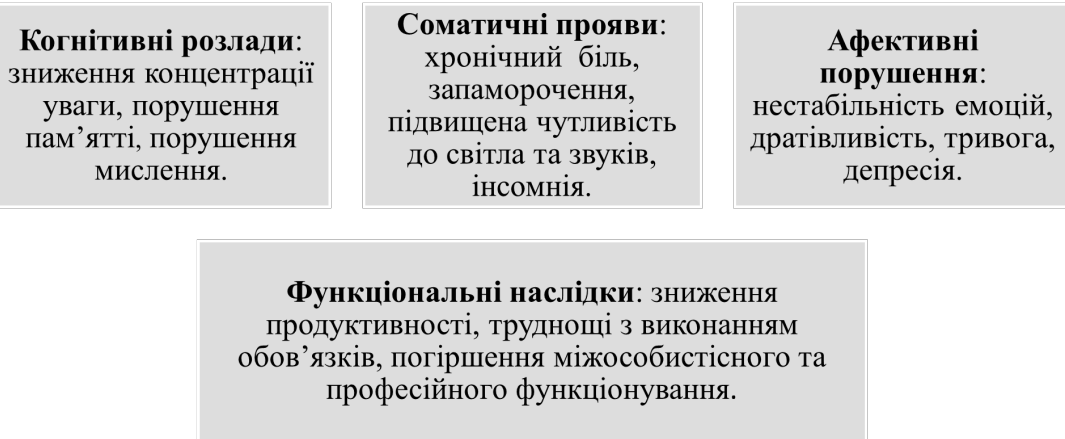 Когнітивні розлади:
зниження концентрації
уваги, порушення
пам’ятті, порушення
мислення.
Соматичні прояви:
хронічний біль,
запаморочення,
підвищена чутливість
до світла та звуків,
інсомнія.
Афективні
порушення:
нестабільність емоцій,
дратівливість, тривога,
депресія.
Функціональні наслідки: зниження
продуктивності, труднощі з виконанням
обов’язків, погіршення міжособистісного та
професійного функціонування.